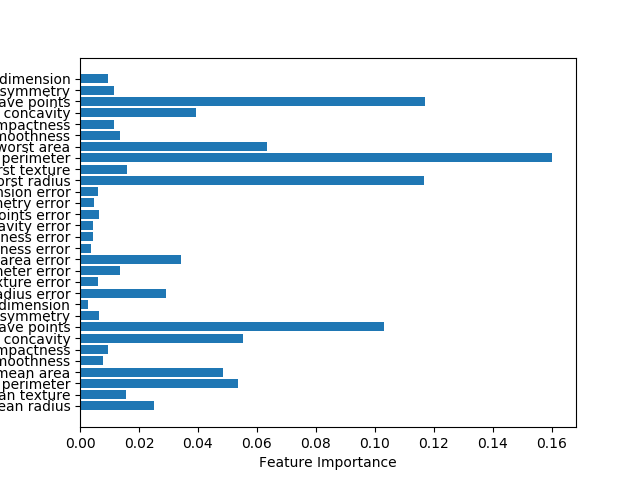 dimension
symmetry
ave points
concavity
mpactness
moothness
worst area
perimeter
rst texture
orst radius
nsion error
etry error
oints error
avity error
ness error
ness error
area error
meter error
xture error
adius error
dimension
symmetry
ave points
concavity
mpactness
moothness
mean area
perimeter
an texture
ean radius
0.00 0.02 0.04 0.06 0.08 0.10 0.12 0.14 0.16
Feature Importance